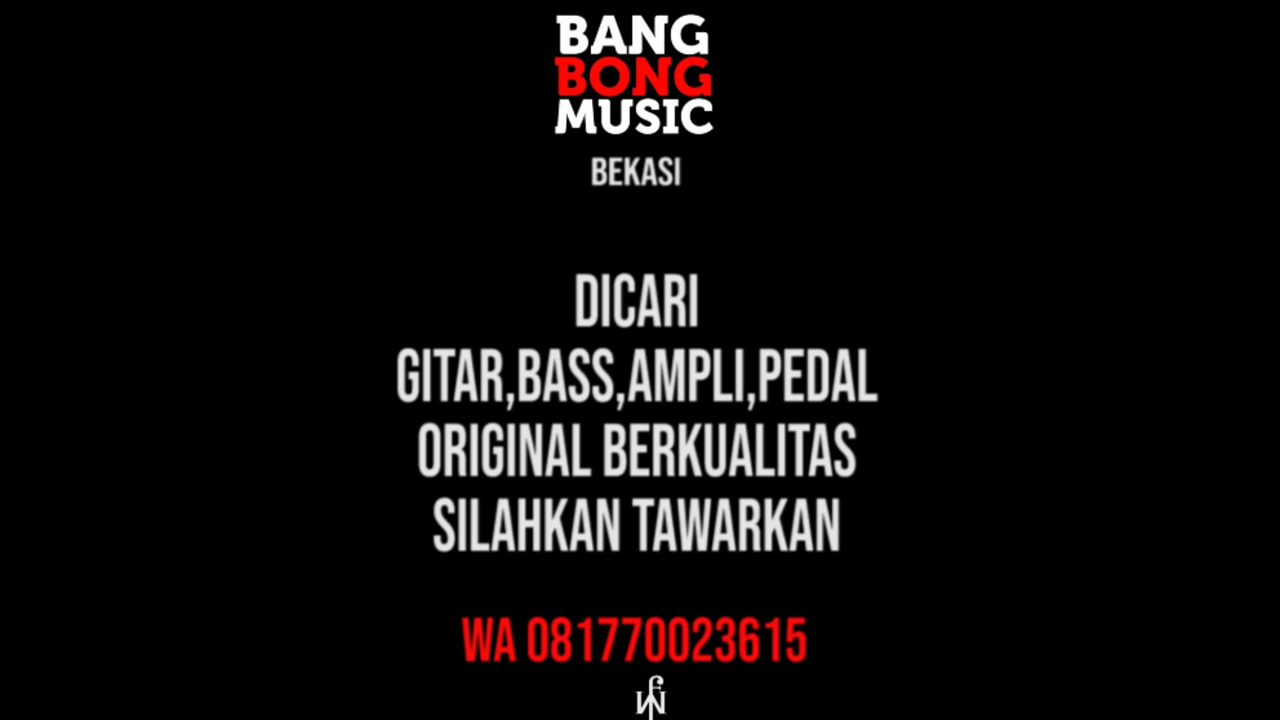 BANG
BONG
MUSIC
BEKASI
DICARI
GITAR,BASS,AMPLI,PEDAL
ORIGINAL BERKUALITAS
SILAHKAN TAWARKAN
WA 081770023615